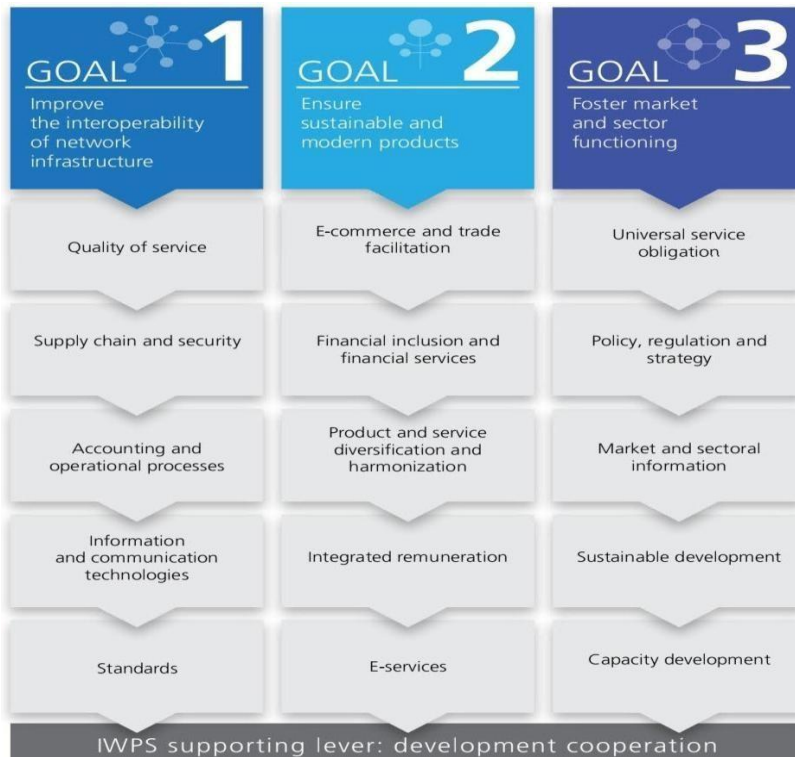 GOAL 1
Improve
the interoperability
of network
infrastructure
Quality of service
Supply chain and security
Accounting and
operational processes
Information
and communication
technologies
Standards
GOAL 2
Ensure
sustainable and
modern products
E-commerce and trade
facilitation
Financial inclusion and
financial services
Product and service
diversification and
harmonization
Integrated remuneration
E-services
GOAL 3
Foster market
and sector
functioning
Universal service
obligation
Policy, regulation and
strategy
Market and sectoral
information
Sustainable development
Capacity development
IWPS supporting lever: development cooperation